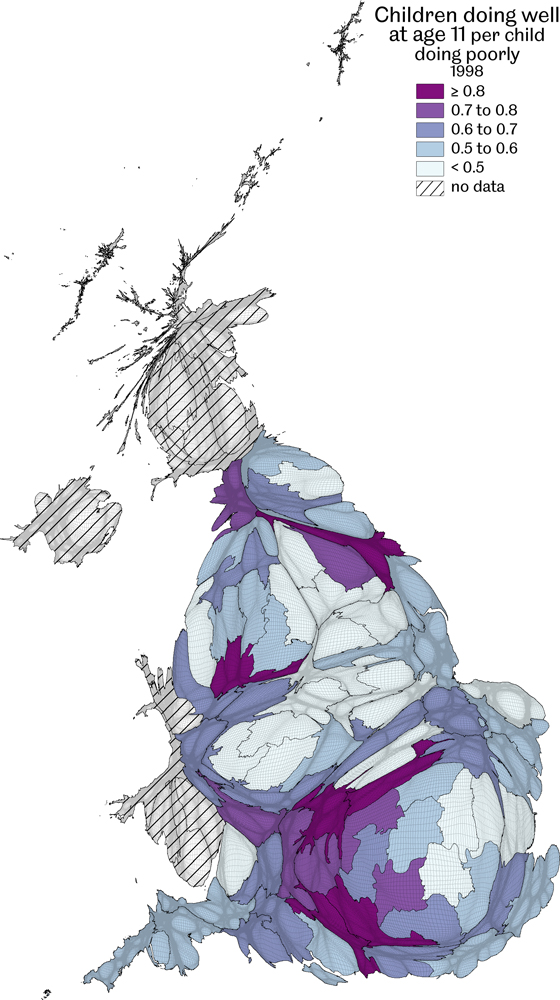 Children doing well
at age 11 per child
doing poorly
1998
≥ 0.8
0.7 to 0.8
0.6 to 0.7
0.5 to 0.6
< 0.5
no data